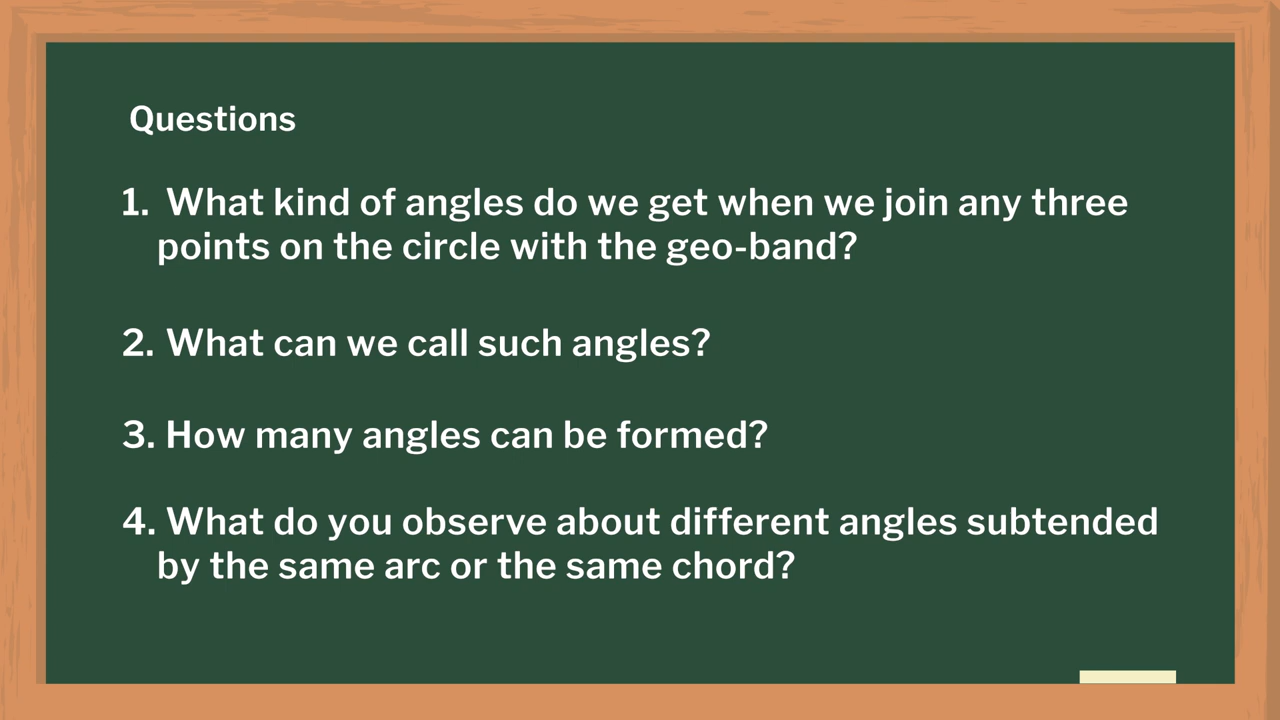 Questions
1. What kind of angles do we get when we join any three
points on the circle with the geo-band?
2. What can we call such angles?
3. How many angles can be formed?
4. What do you observe about different angles subtended
by the same arc or the same chord?